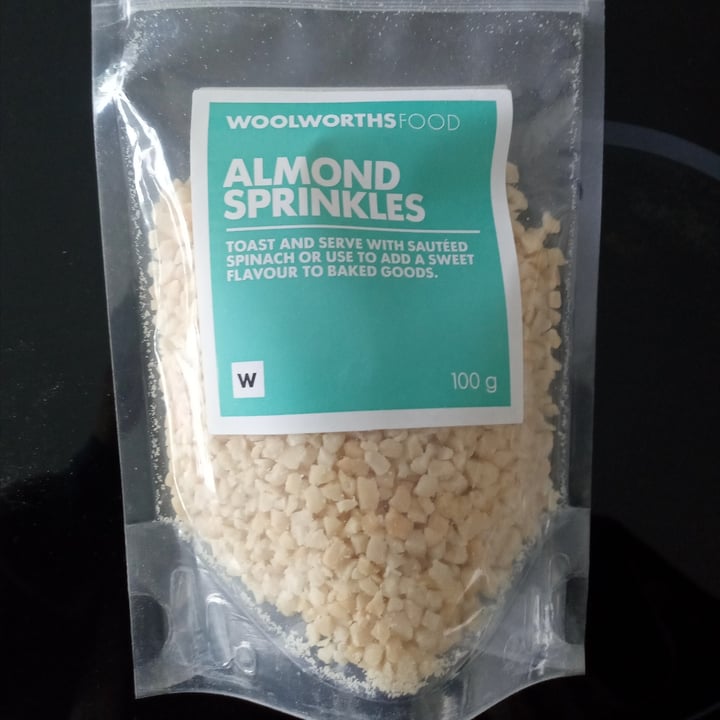 WOOLWORTHSFOOD
ALMOND
SPRINKLES
TOAST AND SERVE WITH SAUTÉED
SPINACH OR USE TO ADD A SWEET
FLAVOUR TO BAKED GOODS.
W
100 g